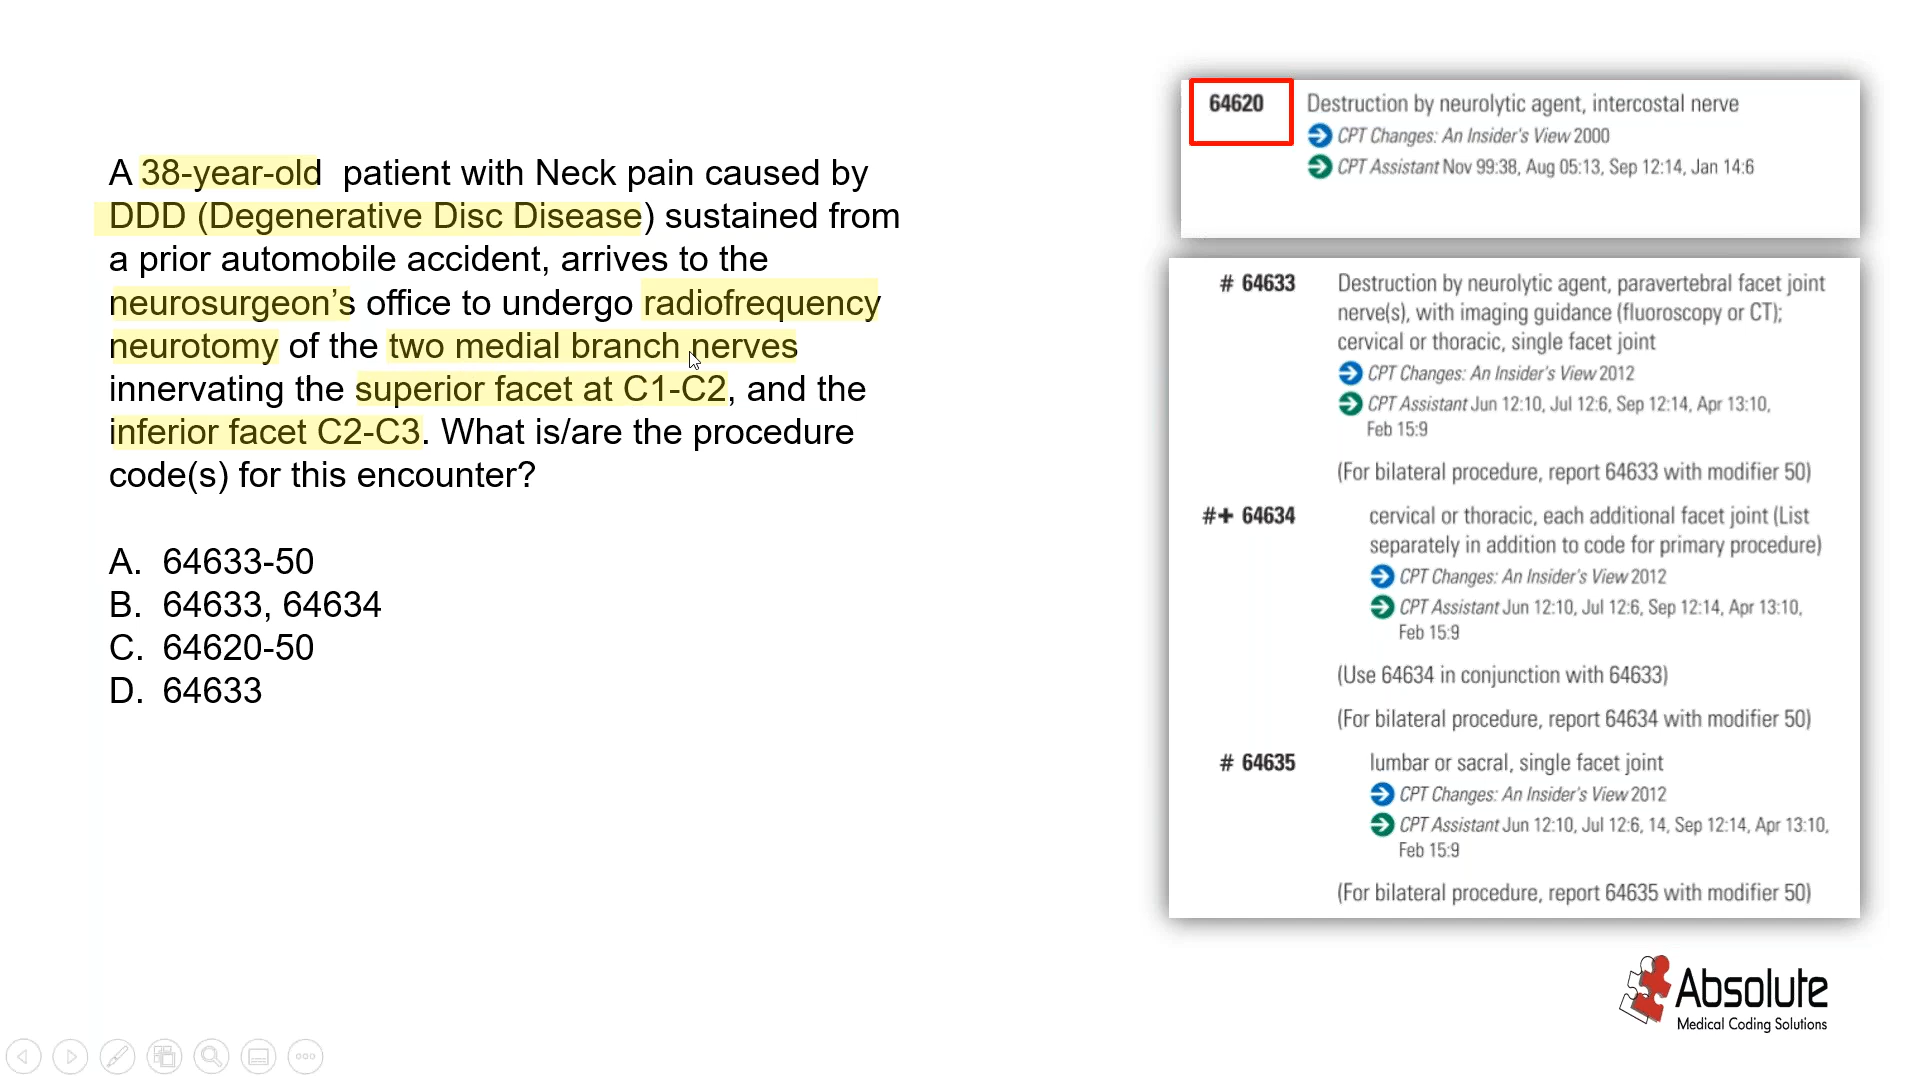 A 38-year-old  patient with Neck pain caused by
DDD (Degenerative Disc Disease) sustained from
a prior automobile accident, arrives to the
neurosurgeon’s office to undergo radiofrequency
neurotomy of the two medial branch nerves
innervating the superior facet at C1-C2, and the
inferior facet C2-C3. What is/are the procedure
code(s) for this encounter?
A. 64633-50
B. 64633, 64634
C. 64620-50
D. 64633
64620 Destruction by neurolytic agent, intercostal nerve
CPT Changes: An Insider's View 2000
CPT Assistant Nov 99:38, Aug 05:13, Sep 12:14, Jan 14:6
# 64633 Destruction by neurolytic agent, paravertebral facet joint
nerve(s), with imaging guidance (fluoroscopy or CT);
cervical or thoracic, single facet joint
CPT Changes: An Insider's View 2012
CPT Assistant Jun 12:10, Jul 12:6, Sep 12:14, Apr 13:10,
Feb 15:9
(For bilateral procedure, report 64633 with modifier 50)
#+ 64634 cervical or thoracic, each additional facet joint (List
separately in addition to code for primary procedure)
CPT Changes: An Insider's View 2012
CPT Assistant Jun 12:10, Jul 12:6, Sep 12:14, Apr 13:10,
Feb 15:9
(Use 64634 in conjunction with 64633)
(For bilateral procedure, report 64634 with modifier 50)
# 64635 lumbar or sacral, single facet joint
CPT Changes: An Insider's View 2012
CPT Assistant Jun 12:10, Jul 12:6, 14, Sep 12:14, Apr 13:10,
Feb 15:9
(For bilateral procedure, report 64635 with modifier 50)
Absolute
Medical Coding Solutions